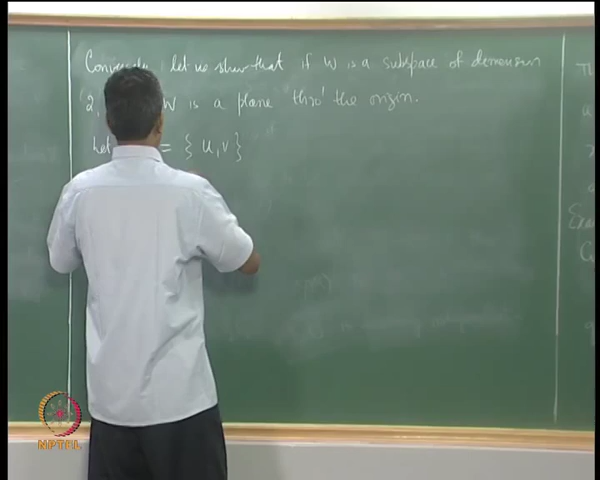 Conversely, let us show that if W is a subspace of dimension
2, W is a plane thro' the origin.
Let = { u, v }
NPTEL